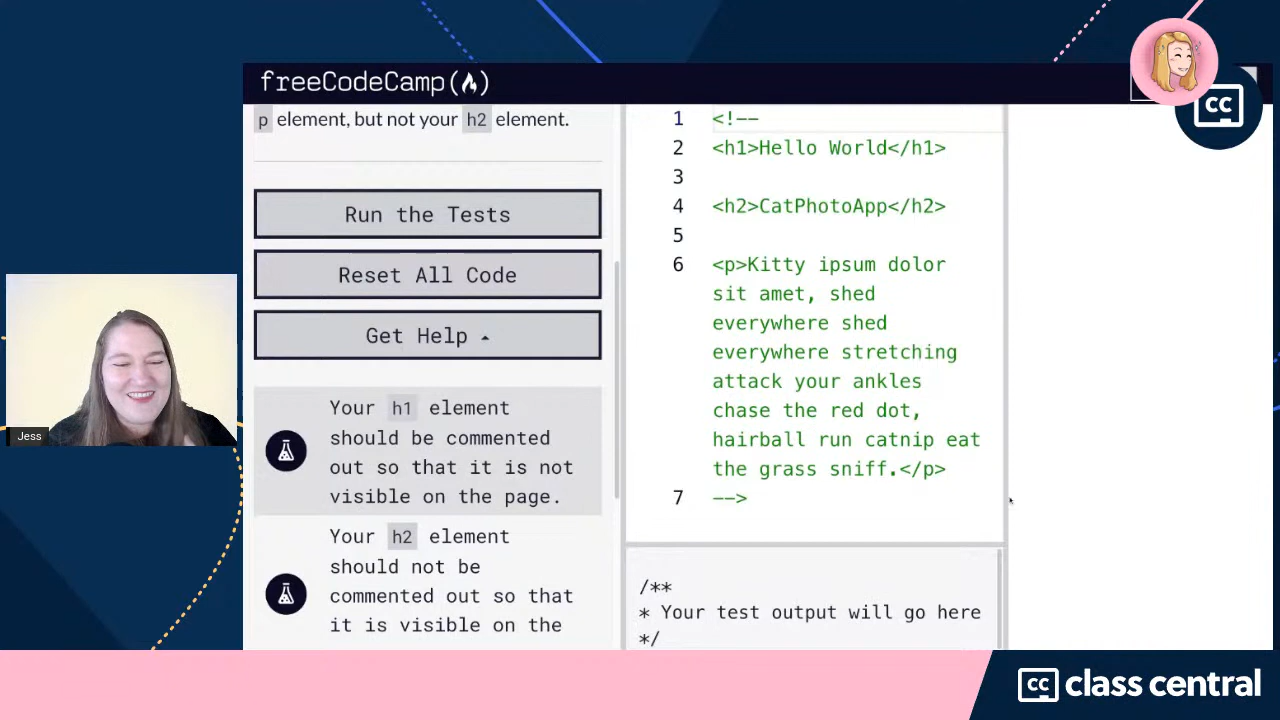 freeCodeCamp(🔥)
p element, but not your h2 element.
Run the Tests
Reset All Code
Get Help
Your h1 element
should be commented
out so that it is not
visible on the page.
Your h2 element
should not be
commented out so that
it is visible on the
1 <!--
2 <h1>Hello World</h1>
3
4 <h2>CatPhotoApp</h2>
5
6 <p>Kitty ipsum dolor
sit amet, shed
everywhere shed
everywhere stretching
attack your ankles
chase the red dot,
hairball run catnip eat
the grass sniff.</p>
7 -->
/**
* Your test output will go here
*/
Jess
CC
CC class central